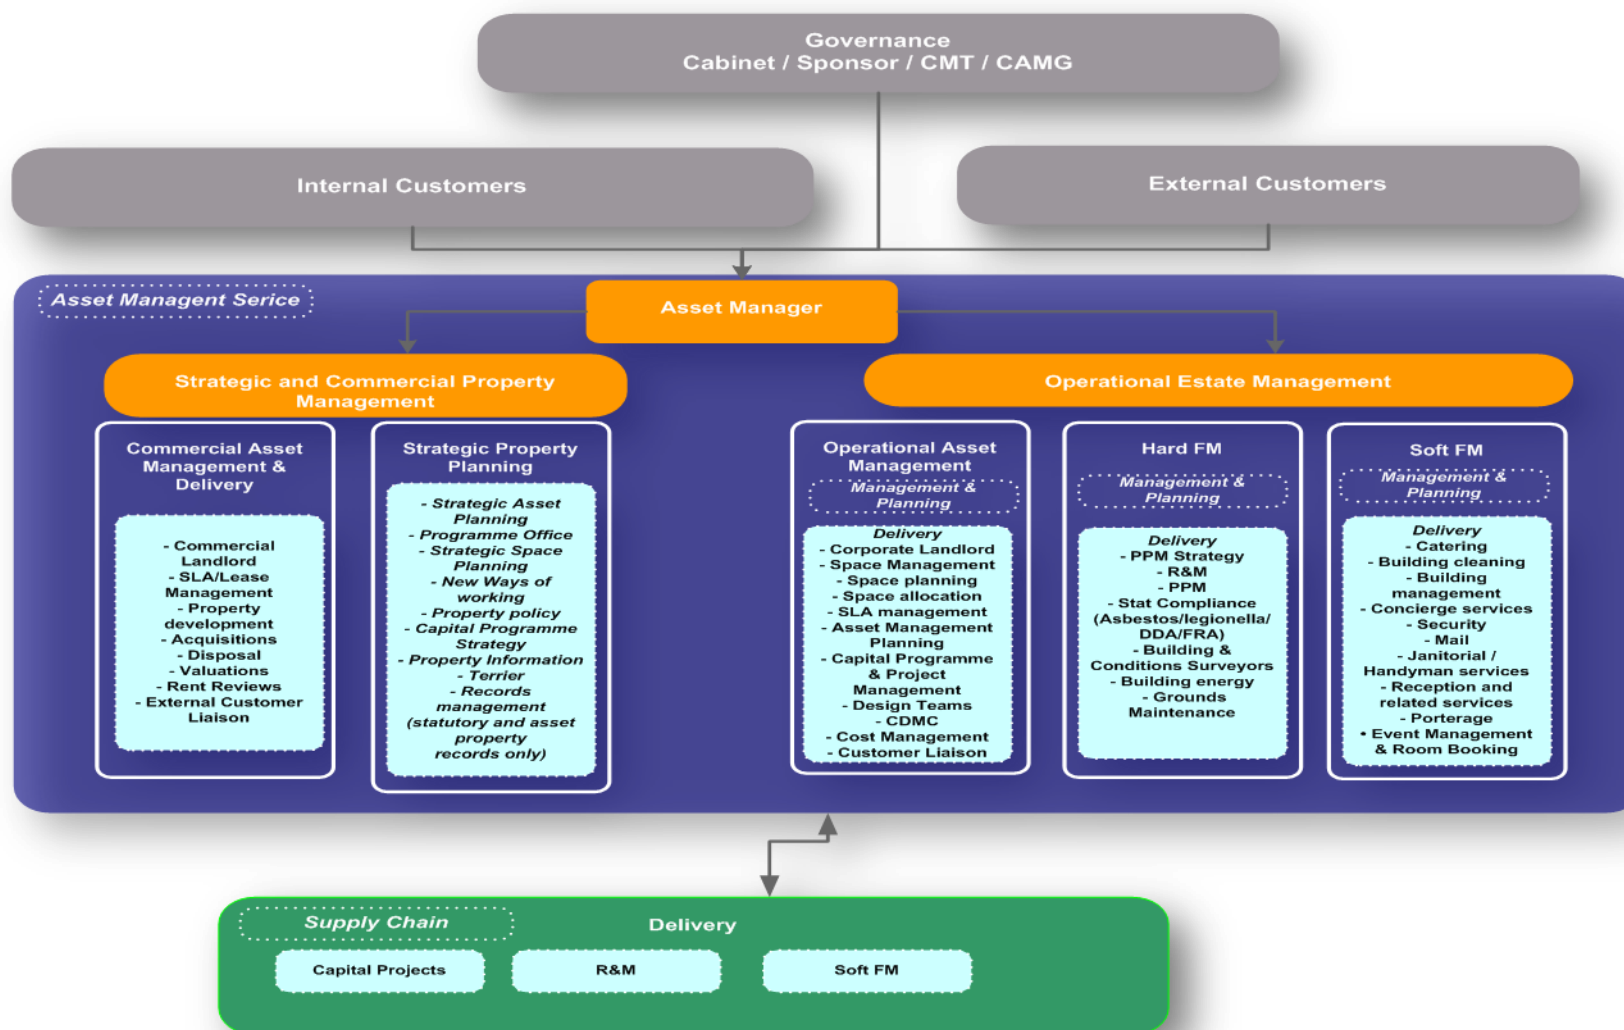 Governance
Cabinet / Sponsor / CMT / CAMG
Internal Customers
External Customers
Asset Managent Serice
Asset Manager
Strategic and Commercial Property
Management
Operational Estate Management
Commercial Asset
Management &
Delivery
- Commercial
Landlord
- SLA/Lease
Management
- Property
development
- Acquisitions
- Disposal
- Valuations
- Rent Reviews
- External Customer
Liaison
Strategic Property
Planning
- Strategic Asset
Planning
- Programme Office
- Strategic Space
Planning
- New Ways of
working
- Property policy
- Capital Programme
Strategy
- Property Information
- Terrier
- Records
management
(statutory and asset
property
records only)
Operational Asset
Management
Management &
Planning
Delivery
- Corporate Landlord
- Space Management
- Space planning
- Space allocation
- SLA management
- Asset Management
Planning
- Capital Programme
& Project
Management
- Design Teams
- CDMC
- Cost Management
- Customer Liaison
Hard FM
Management &
Planning
Delivery
- PPM Strategy
- R&M
- PPM
- Stat Compliance
(Asbestos/legionella/
DDA/FRA)
- Building &
Conditions Surveyors
- Building energy
- Grounds
Maintenance
Soft FM
Management &
Planning
Delivery
- Catering
- Building cleaning
- Building
management
- Concierge services
- Security
- Mail
- Janitorial /
Handyman services
- Reception and
related services
- Porterage
• Event Management
& Room Booking
Supply Chain
Delivery
Capital Projects
R&M
Soft FM